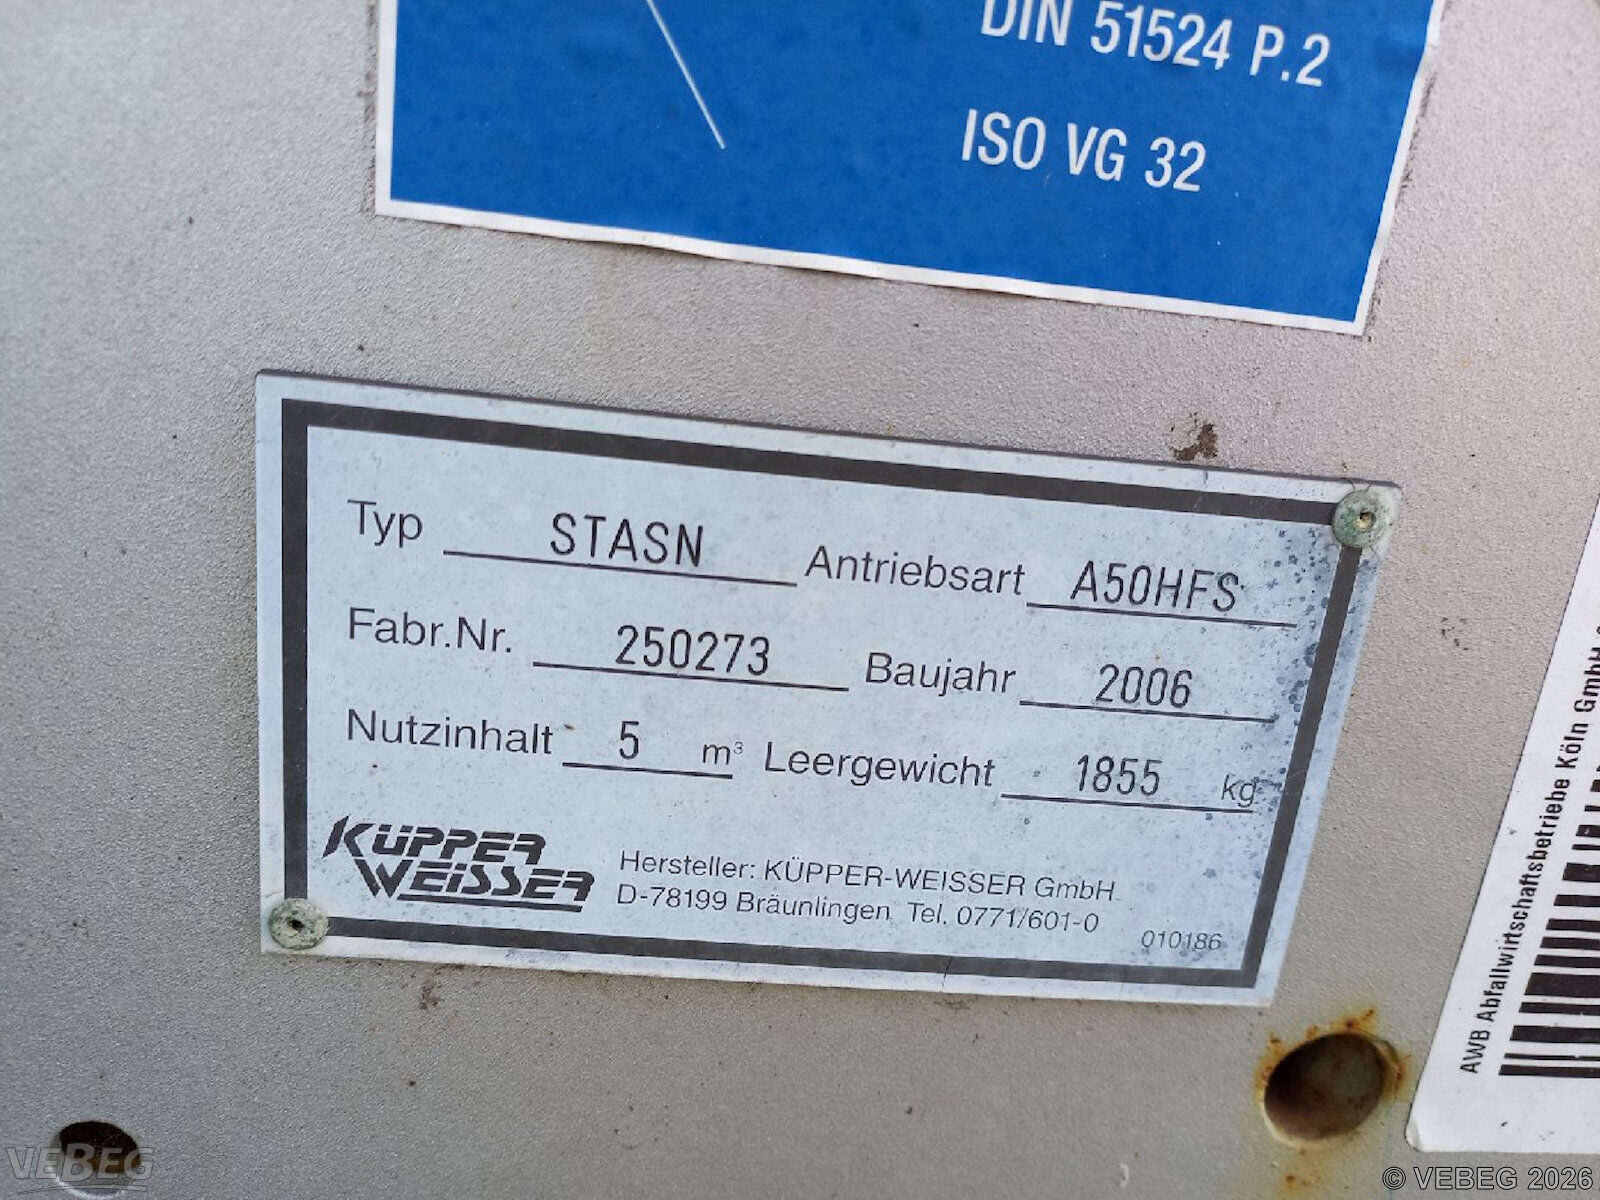 DIN 51524 P.2
ISO VG 32
Typ STASN Antriebsart A50HFS
Fabr.Nr. 250273 Baujahr 2006
Nutzinhalt 5 m³ Leergewicht 1855 kg
KÜPPER
WEISSER
Hersteller: KÜPPER-WEISSER GmbH
D-78199 Bräunlingen Tel. 0771/601-0
010186
AWB Abfallwirtschaftsbetriebe Köln GmbH
VEBEG
© VEBEG 2026